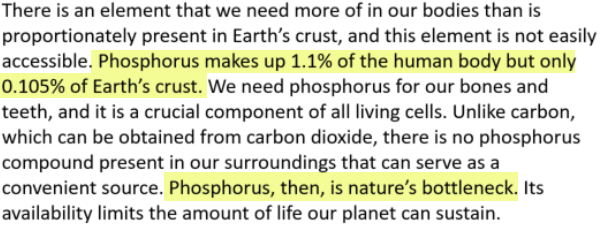 There is an element that we need more of in our bodies than is
proportionately present in Earth’s crust, and this element is not easily
accessible. Phosphorus makes up 1.1% of the human body but only
0.105% of Earth’s crust. We need phosphorus for our bones and
teeth, and it is a crucial component of all living cells. Unlike carbon,
which can be obtained from carbon dioxide, there is no phosphorus
compound present in our surroundings that can serve as a
convenient source. Phosphorus, then, is nature’s bottleneck. Its
availability limits the amount of life our planet can sustain.